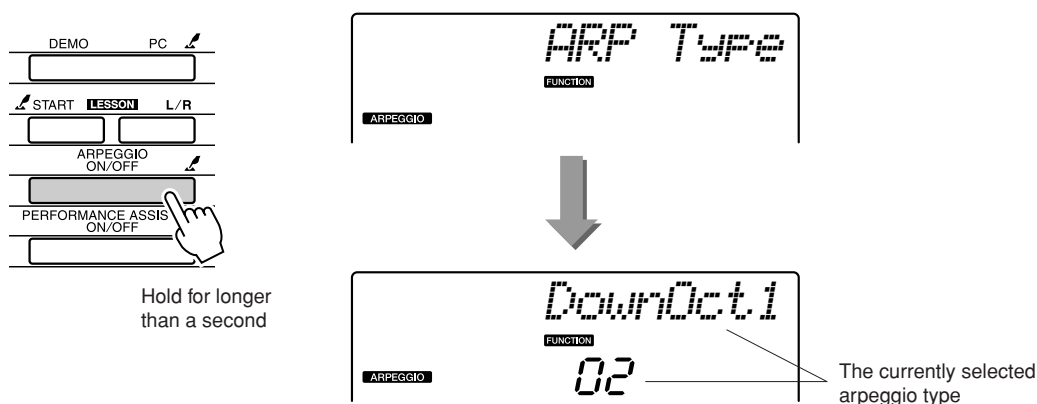 DEMO PC
START LESSON L/R
ARPEGGIO
ON/OFF
PERFORMANCE ASSIS
ON/OFF
Hold for longer
than a second
ARP Type
FUNCTION
ARPEGGIO
DownOct1
FUNCTION
ARPEGGIO 02
The currently selected
arpeggio type